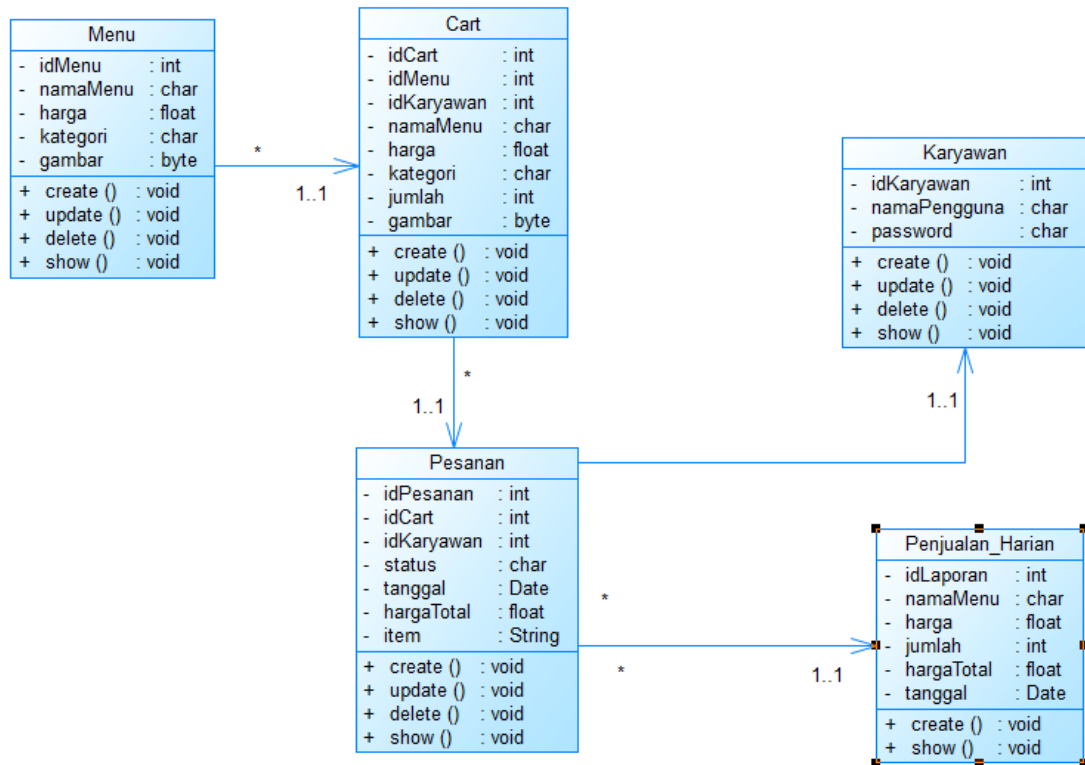 Menu
- idMenu : int
- namaMenu : char
- harga : float
- kategori : char
- gambar : byte
+ create () : void
+ update () : void
+ delete () : void
+ show () : void
*
1..1
Cart
- idCart : int
- idMenu : int
- idKaryawan : int
- namaMenu : char
- harga : float
- kategori : char
- jumlah : int
- gambar : byte
+ create () : void
+ update () : void
+ delete () : void
+ show () : void
*
1..1
Karyawan
- idKaryawan : int
- namaPengguna : char
- password : char
+ create () : void
+ update () : void
+ delete () : void
+ show () : void
1..1
Pesanan
- idPesanan : int
- idCart : int
- idKaryawan : int
- status : char
- tanggal : Date
- hargaTotal : float
- item : String
+ create () : void
+ update () : void
+ delete () : void
+ show () : void
*
*
1..1
Penjualan_Harian
- idLaporan : int
- namaMenu : char
- harga : float
- jumlah : int
- hargaTotal : float
- tanggal : Date
+ create () : void
+ show () : void